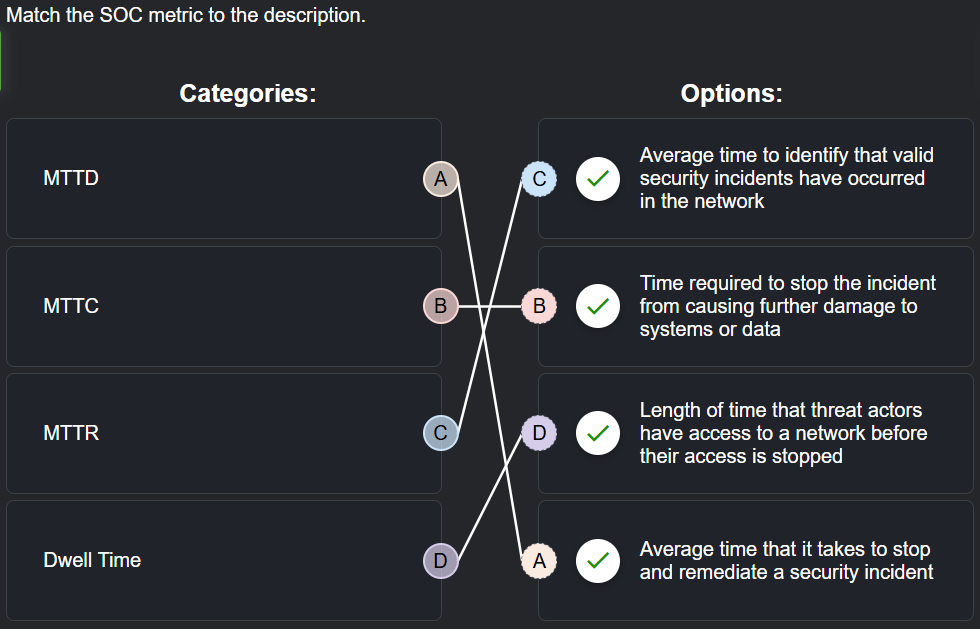 Match the SOC metric to the description.
Categories:
Options:
MTTD
A
C
Average time to identify that valid
security incidents have occurred
in the network
MTTC
B
B
Time required to stop the incident
from causing further damage to
systems or data
MTTR
C
D
Length of time that threat actors
have access to a network before
their access is stopped
Dwell Time
D
A
Average time that it takes to stop
and remediate a security incident